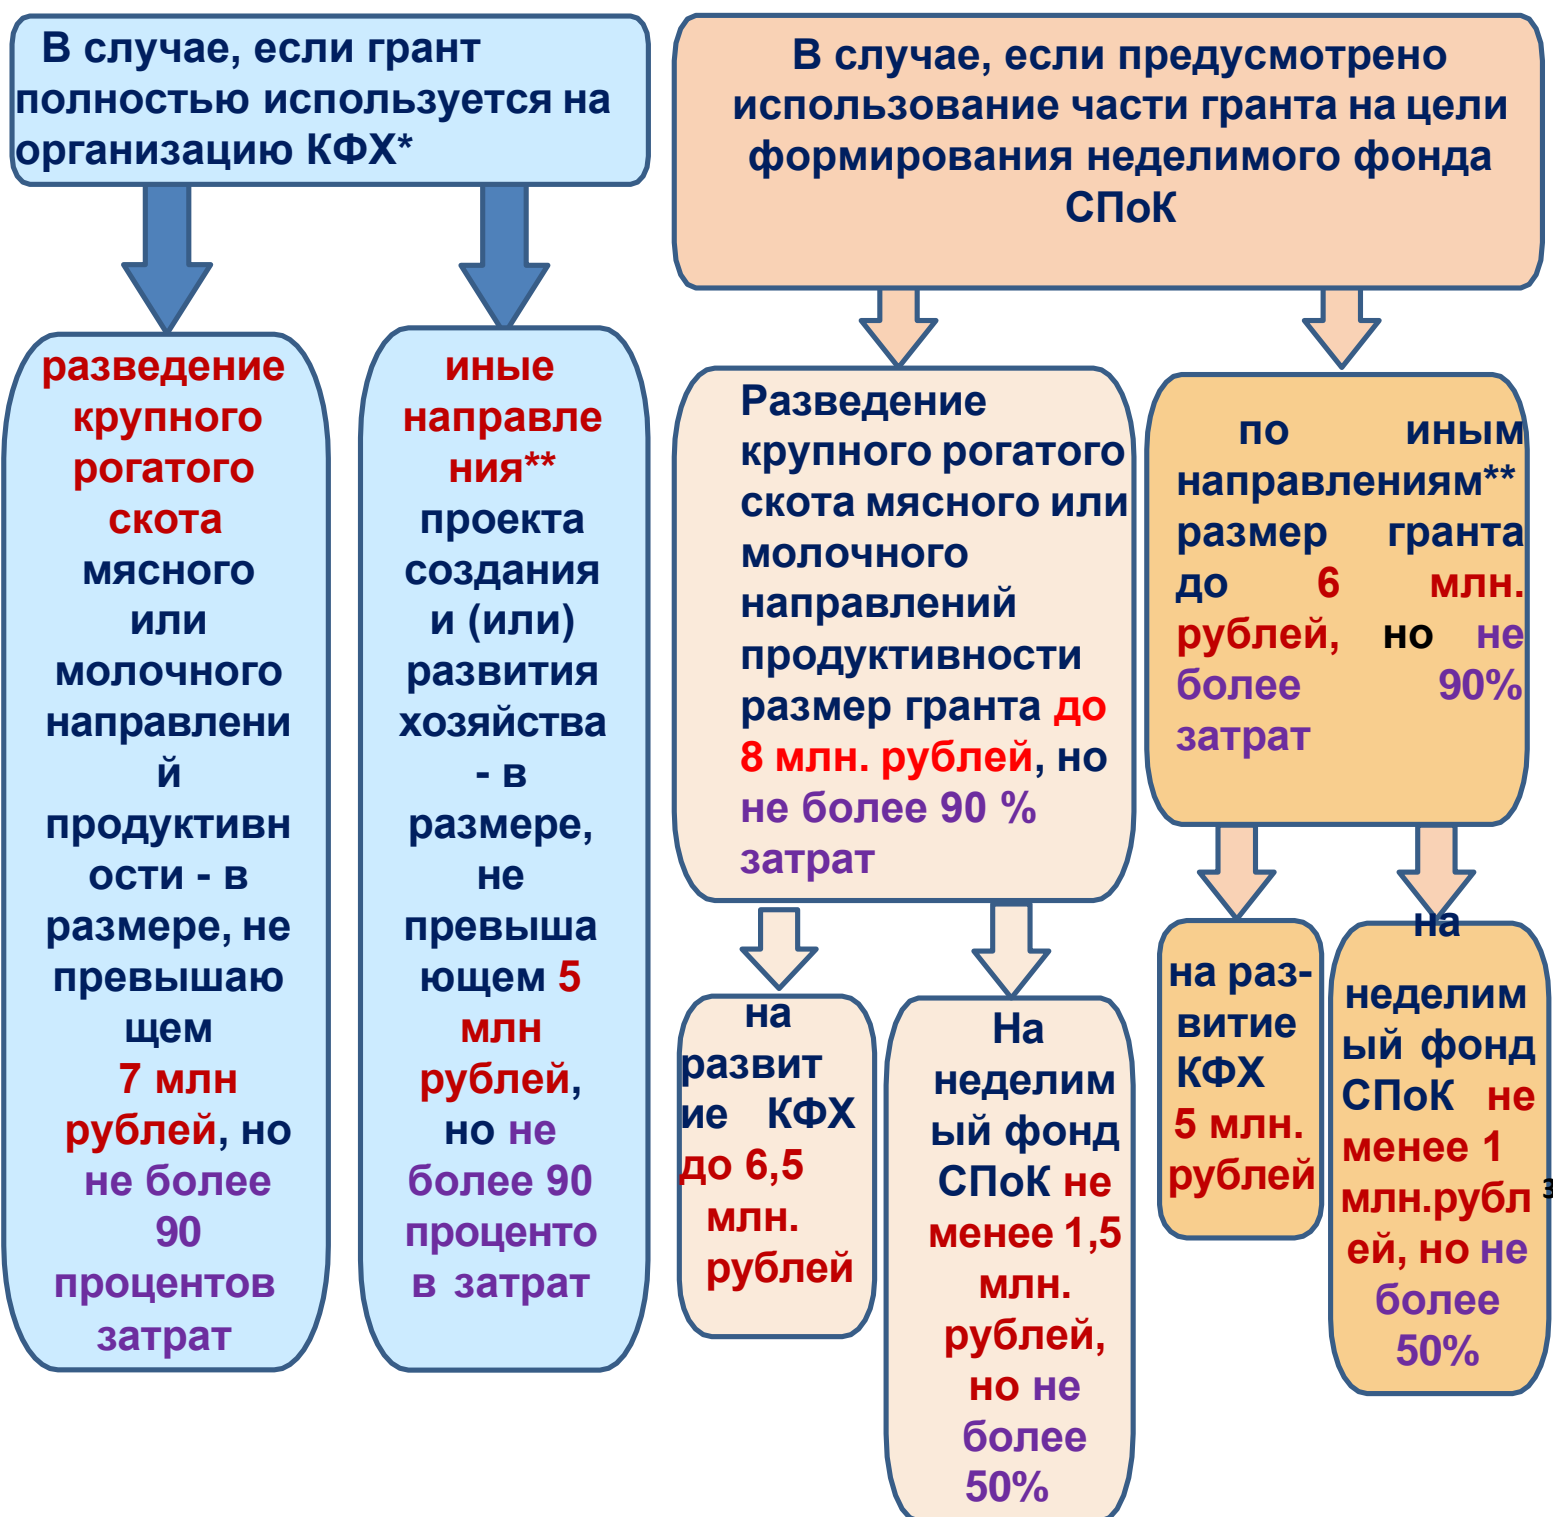 В случае, если грант
полностью используется на
организацию КФХ*
В случае, если предусмотрено
использование части гранта на цели
формирования неделимого фонда
СПоК
разведение
крупного
рогатого
скота
мясного
или
молочного
направлени
й
продуктивн
ости - в
размере, не
превышаю
щем
7 млн
рублей, но
не более
90
процентов
затрат
иные
направле
ния**
проекта
создания
и (или)
развития
хозяйства
- в
размере,
не
превыша
ющем 5
млн
рублей,
но не
более 90
проценто
в затрат
Разведение
крупного рогатого
скота мясного или
молочного
направлений
продуктивности
размер гранта до
8 млн. рублей, но
не более 90 %
затрат
по иным
направлениям**
размер гранта
до 6 млн.
рублей, но не
более 90%
затрат
на
развит
ие КФХ
до 6,5
млн.
рублей
На
неделим
ый фонд
СПоК не
менее 1,5
млн.
рублей,
но не
более
50%
на раз-
витие
КФХ
5 млн.
рублей
на
неделим
ый фонд
СПоК не
менее 1
млн.рубл
ей, но не
более
50%
3